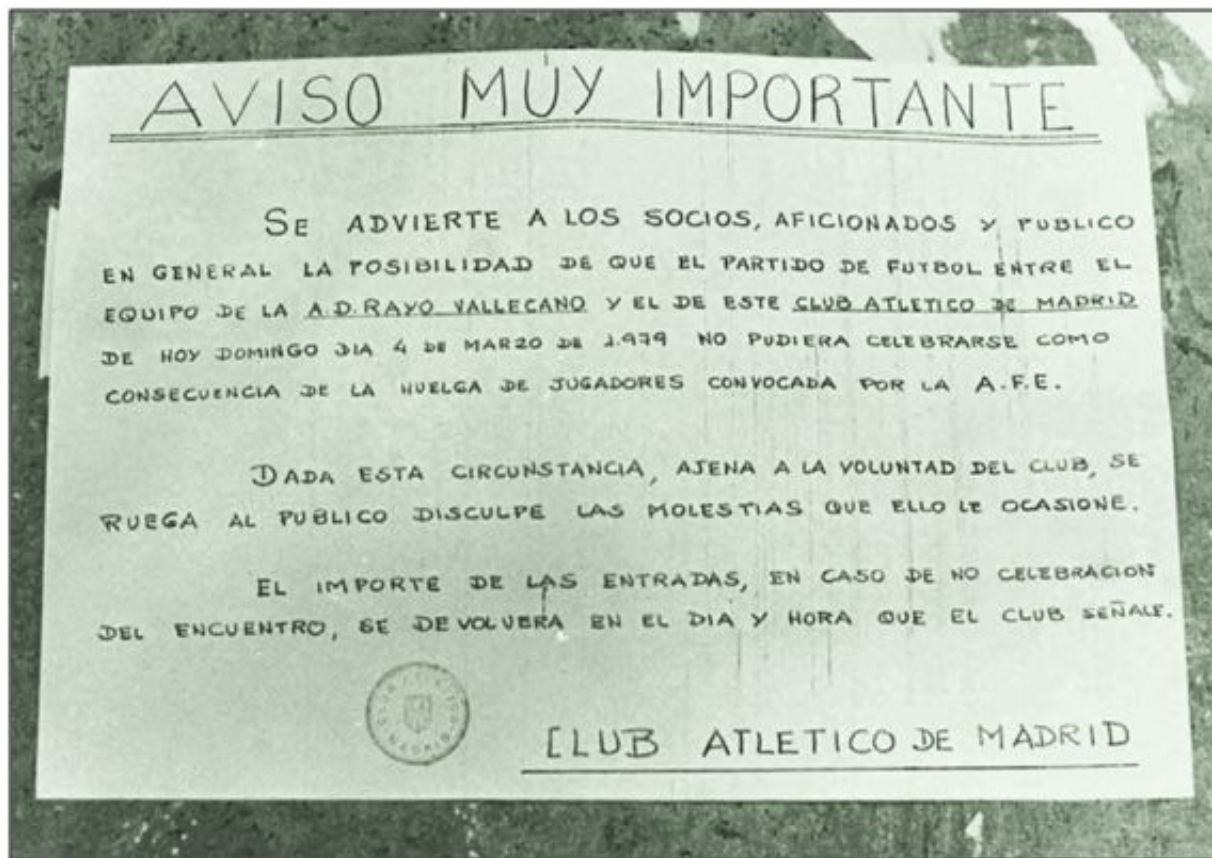 AVISO MUY IMPORTANTE
SE ADVIERTE A LOS SOCIOS, AFICIONADOS Y PUBLICO
EN GENERAL LA POSIBILIDAD DE QUE EL PARTIDO DE FUTBOL ENTRE EL
EQUIPO DE LA A.D. RAYO VALLECANO Y EL DE ESTE CLUB ATLETICO DE MADRID
DE HOY DOMINGO DIA 4 DE MARZO DE 1.979 NO PUDIERA CELEBRARSE COMO
CONSECUENCIA DE LA HUELGA DE JUGADORES CONVOCADA POR LA A.F.E.
DADA ESTA CIRCUNSTANCIA, AJENA A LA VOLUNTAD DEL CLUB, SE
RUEGA AL PUBLICO DISCULPE LAS MOLESTIAS QUE ELLO LE OCASIONE.
EL IMPORTE DE LAS ENTRADAS, EN CASO DE NO CELEBRACION
DEL ENCUENTRO, SE DEVOLVERA EN EL DIA Y HORA QUE EL CLUB SEÑALE.
CLUB ATLETICO DE MADRID